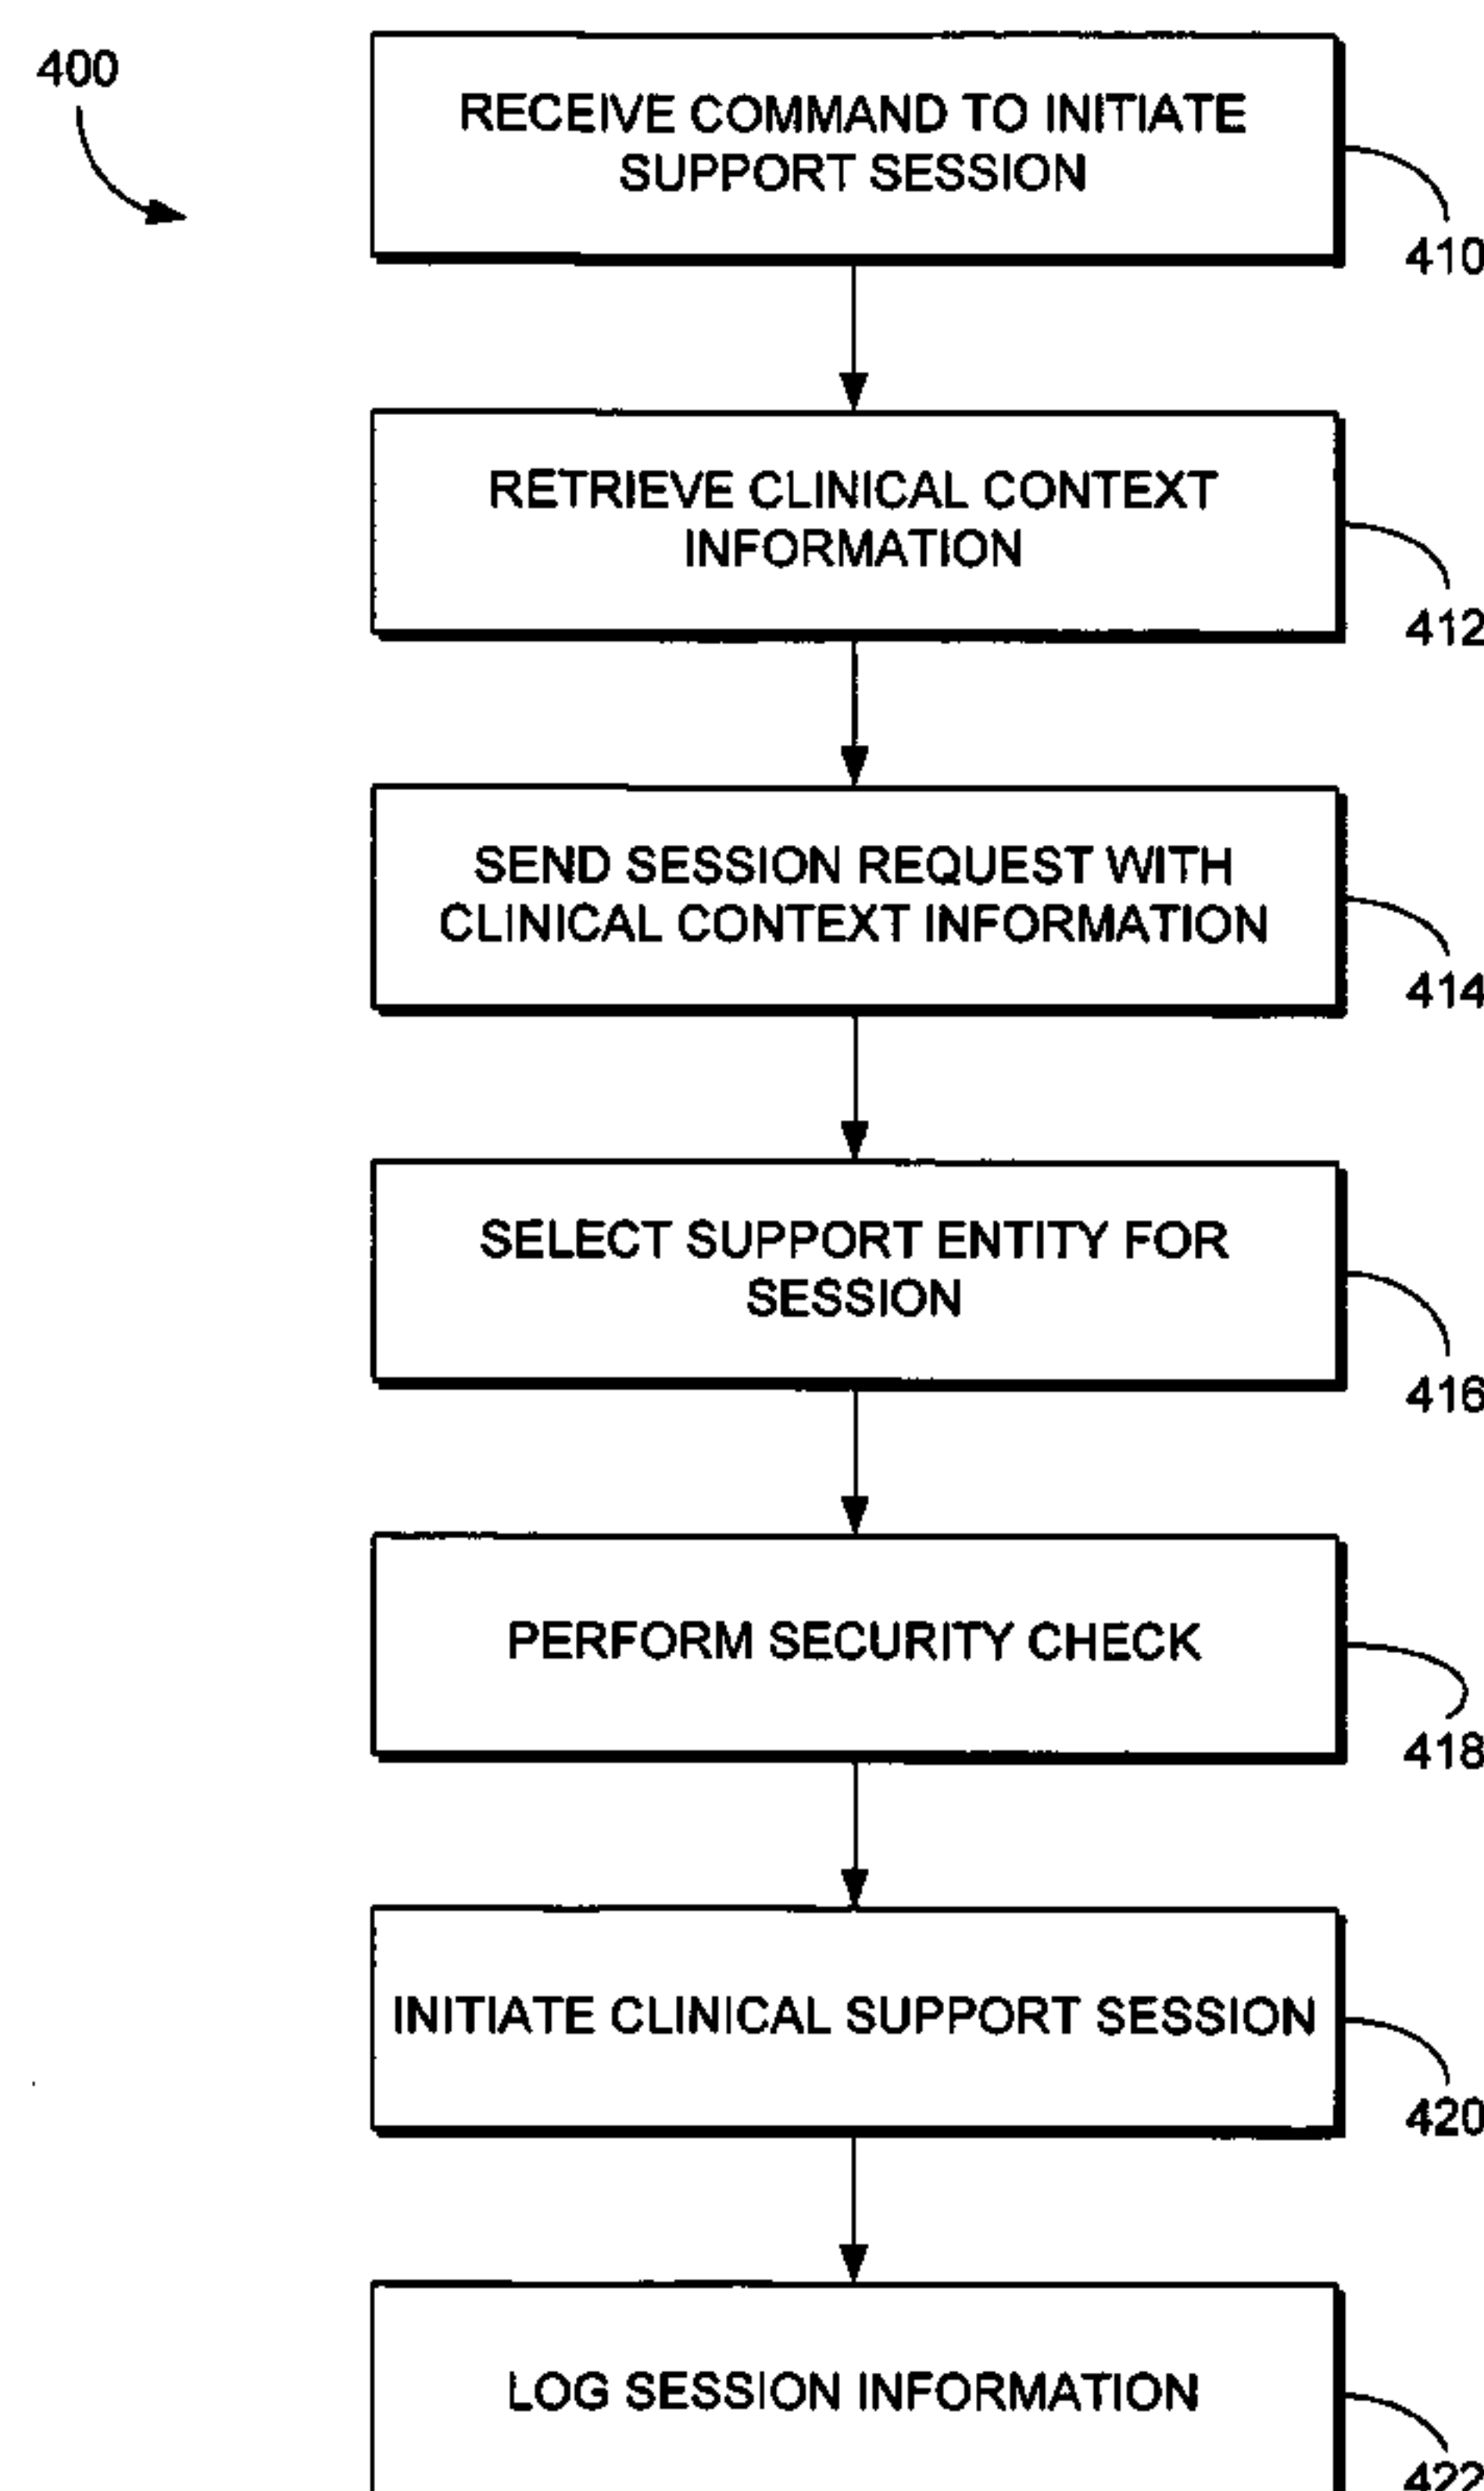 400
RECEIVE COMMAND TO INITIATE
SUPPORT SESSION
410
RETRIEVE CLINICAL CONTEXT
INFORMATION
412
SEND SESSION REQUEST WITH
CLINICAL CONTEXT INFORMATION
414
SELECT SUPPORT ENTITY FOR
SESSION
416
PERFORM SECURITY CHECK
418
INITIATE CLINICAL SUPPORT SESSION
420
LOG SESSION INFORMATION
422